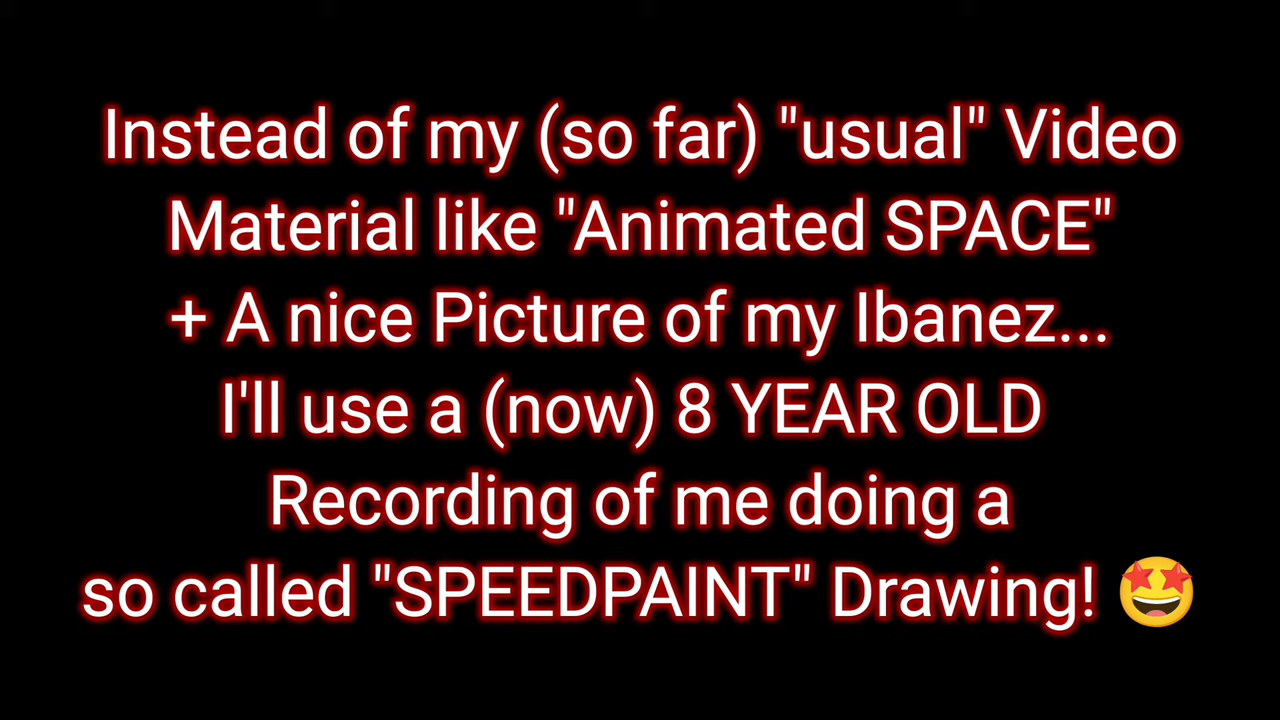 Instead of my (so far) "usual" Video
Material like "Animated SPACE"
+ A nice Picture of my Ibanez...
I'll use a (now) 8 YEAR OLD
Recording of me doing a
so called "SPEEDPAINT" Drawing! 🤩